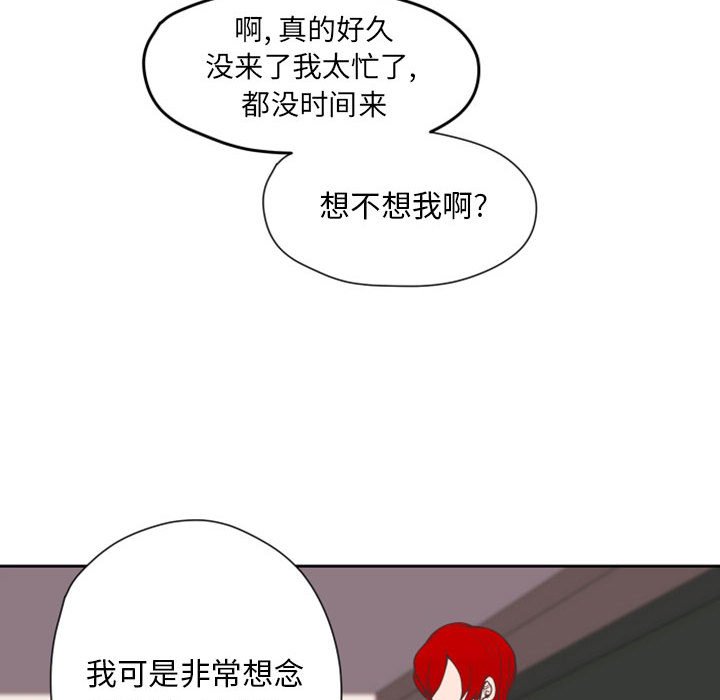 啊, 真的好久
没来了我太忙了,
都没时间来
想不想我啊?
我可是非常想念